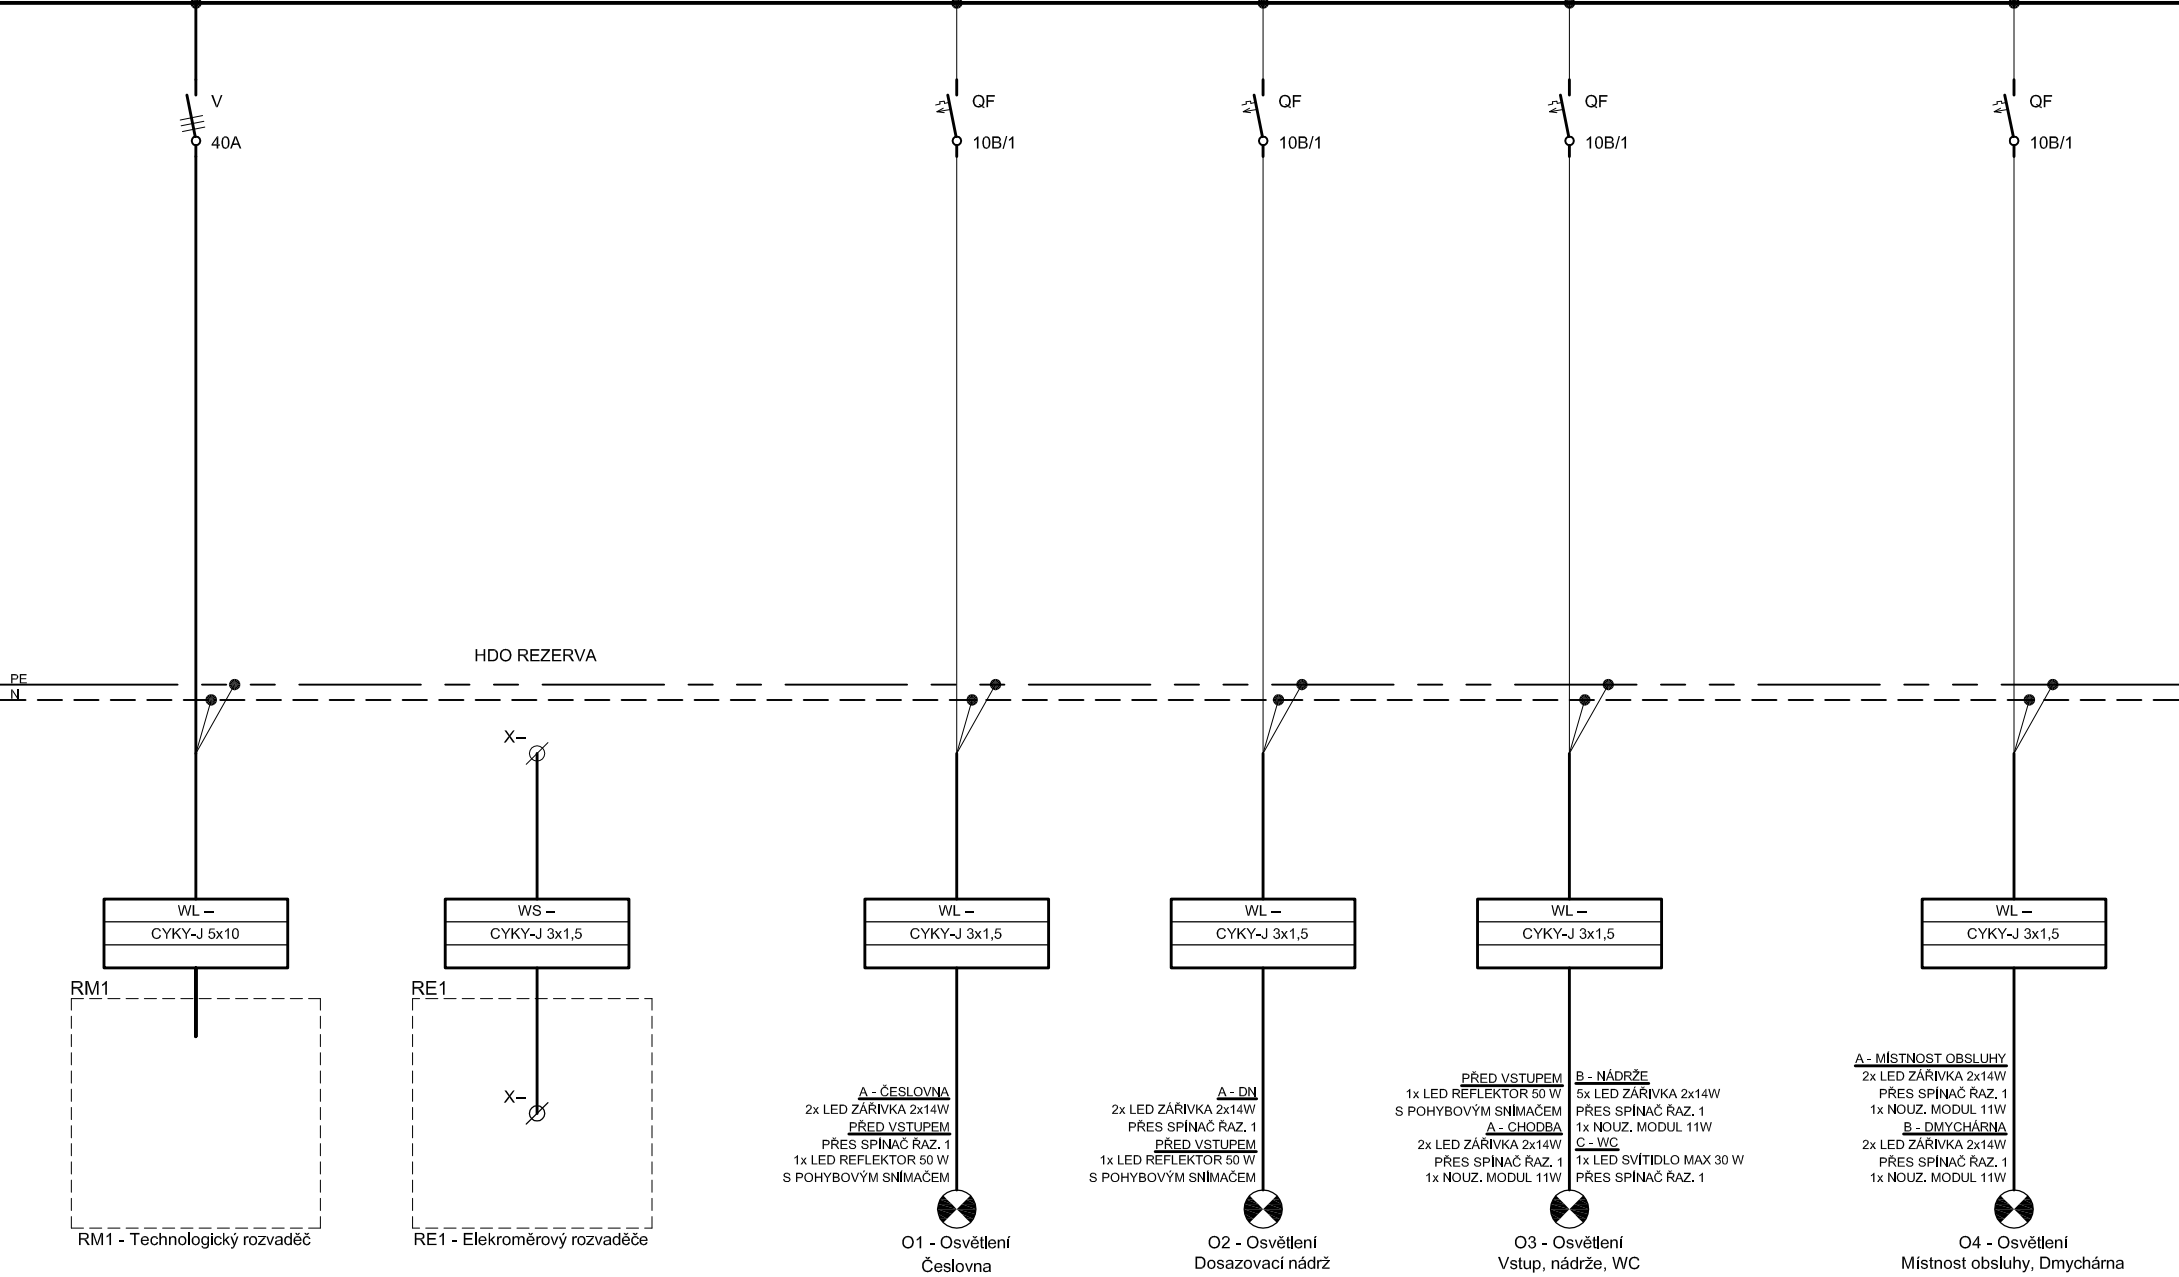 V
40A
QF
10B/1
QF
10B/1
QF
10B/1
QF
10B/1
HDO REZERVA
PE
N
X–
WL –
CYKY-J 5x10
WS –
CYKY-J 3x1,5
WL –
CYKY-J 3x1,5
WL –
CYKY-J 3x1,5
WL –
CYKY-J 3x1,5
WL –
CYKY-J 3x1,5
RM1
RM1 - Technologický rozvaděč
RE1
X–
RE1 - Elekroměrový rozvaděče
A - ČESLOVNA
2x LED ZÁŘIVKA 2x14W
PŘED VSTUPEM
PŘES SPÍNAČ ŘAZ. 1
1x LED REFLEKTOR 50 W
S POHYBOVÝM SNÍMAČEM
O1 - Osvětlení
Česlovna
A - DN
2x LED ZÁŘIVKA 2x14W
PŘES SPÍNAČ ŘAZ. 1
PŘED VSTUPEM
1x LED REFLEKTOR 50 W
S POHYBOVÝM SNÍMAČEM
O2 - Osvětlení
Dosazovací nádrž
PŘED VSTUPEM
1x LED REFLEKTOR 50 W
S POHYBOVÝM SNÍMAČEM
A - CHODBA
2x LED ZÁŘIVKA 2x14W
PŘES SPÍNAČ ŘAZ. 1
1x NOUZ. MODUL 11W
B - NÁDRŽE
5x LED ZÁŘIVKA 2x14W
PŘES SPÍNAČ ŘAZ. 1
1x NOUZ. MODUL 11W
C - WC
1x LED SVÍTIDLO MAX 30 W
PŘES SPÍNAČ ŘAZ. 1
O3 - Osvětlení
Vstup, nádrže, WC
A - MÍSTNOST OBSLUHY
2x LED ZÁŘIVKA 2x14W
PŘES SPÍNAČ ŘAZ. 1
1x NOUZ. MODUL 11W
B - DMYCHÁRNA
2x LED ZÁŘIVKA 2x14W
PŘES SPÍNAČ ŘAZ. 1
1x NOUZ. MODUL 11W
O4 - Osvětlení
Místnost obsluhy, Dmychárna